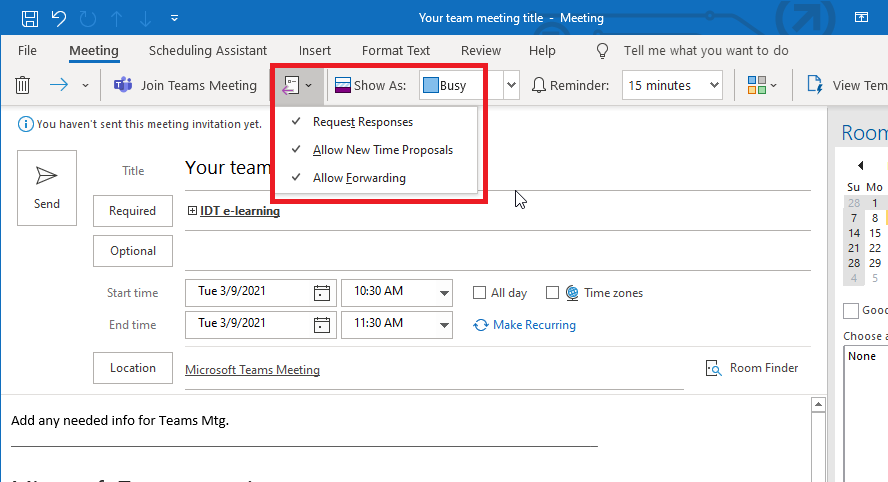 Your team meeting title - Meeting
File Meeting Scheduling Assistant Insert Format Text Review Help Tell me what you want to do
Join Teams Meeting Show As: Busy Reminder: 15 minutes View Tem
Request Responses
Allow New Time Proposals
Allow Forwarding
You haven't sent this meeting invitation yet.
Room
Send
Title Your team
Required IDT e-learning
Optional
Start time Tue 3/9/2021 10:30 AM All day Time zones
End time Tue 3/9/2021 11:30 AM Make Recurring
Location Microsoft Teams Meeting Room Finder
Su Mo
28 1
7 8
14 15
21 22
28 29
4 5
Good
Choose a
None
Add any needed info for Teams Mtg.